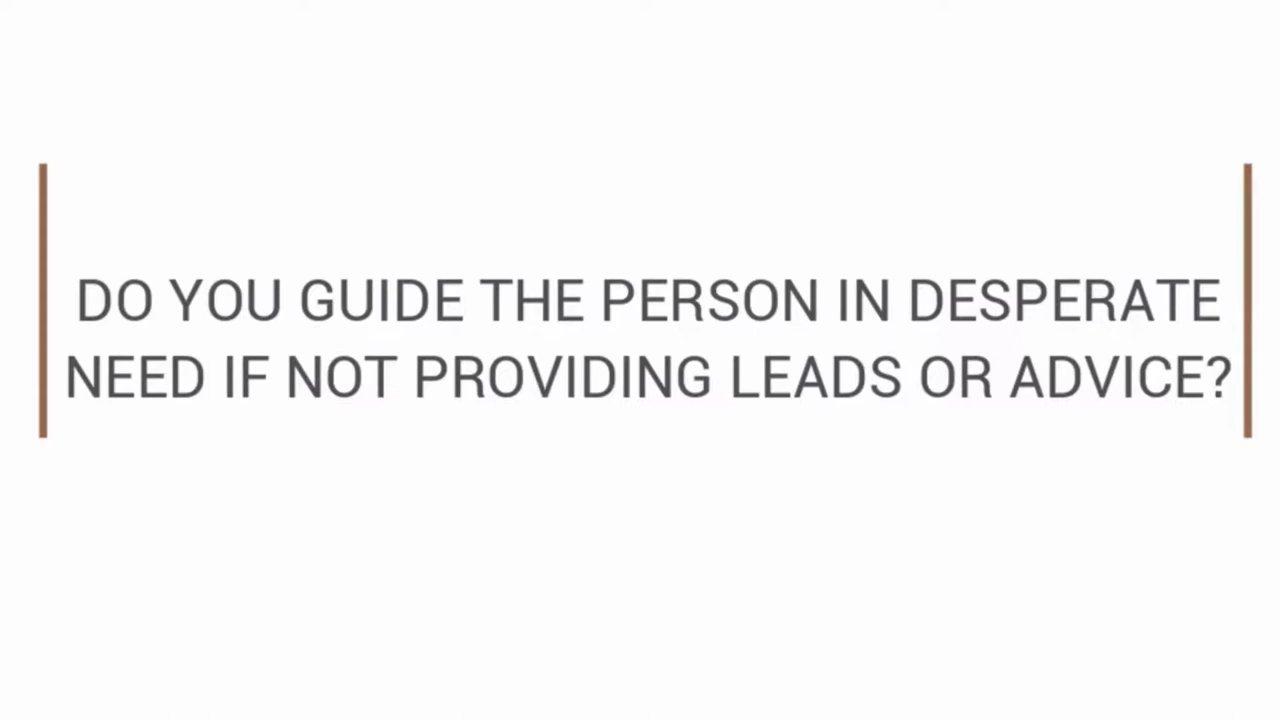 DO YOU GUIDE THE PERSON IN DESPERATE
NEED IF NOT PROVIDING LEADS OR ADVICE?